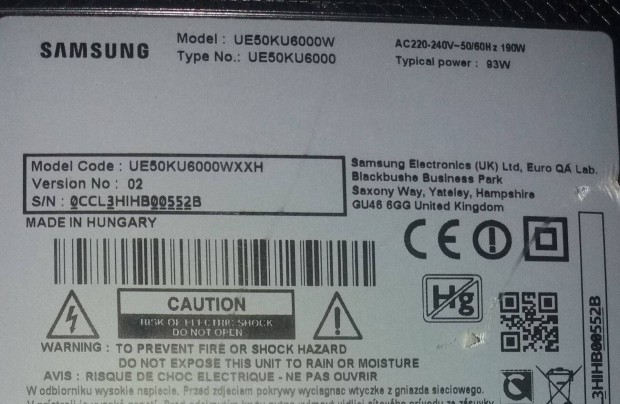 SAMSUNG
Model : UE50KU6000W
Type No.: UE50KU6000
AC220-240V~50/60Hz 190W
Typical power : 93W
Model Code : UE50KU6000WXXH
Version No : 02
S/N : 0CCL3HIHB00552B
Samsung Electronics (UK) Ltd, Euro QA Lab.
Blackbushe Business Park
Saxony Way, Yateley, Hampshire
GU46 6GG United Kingdom
MADE IN HUNGARY
CE
Hg
CAUTION
RISK OF ELECTRIC SHOCK
DO NOT OPEN
WARNING : TO PREVENT FIRE OR SHOCK HAZARD
DO NOT EXPOSE THIS UNIT TO RAIN OR MOISTURE
AVIS : RISQUE DE CHOC ELECTRIQUE - NE PAS OUVRIR
W odbiorniku wysokie napięcie. Przed zdjęciem pokrywy wyciągnąc wtyczke z gniazda sieciowego.
3HIHB00552B